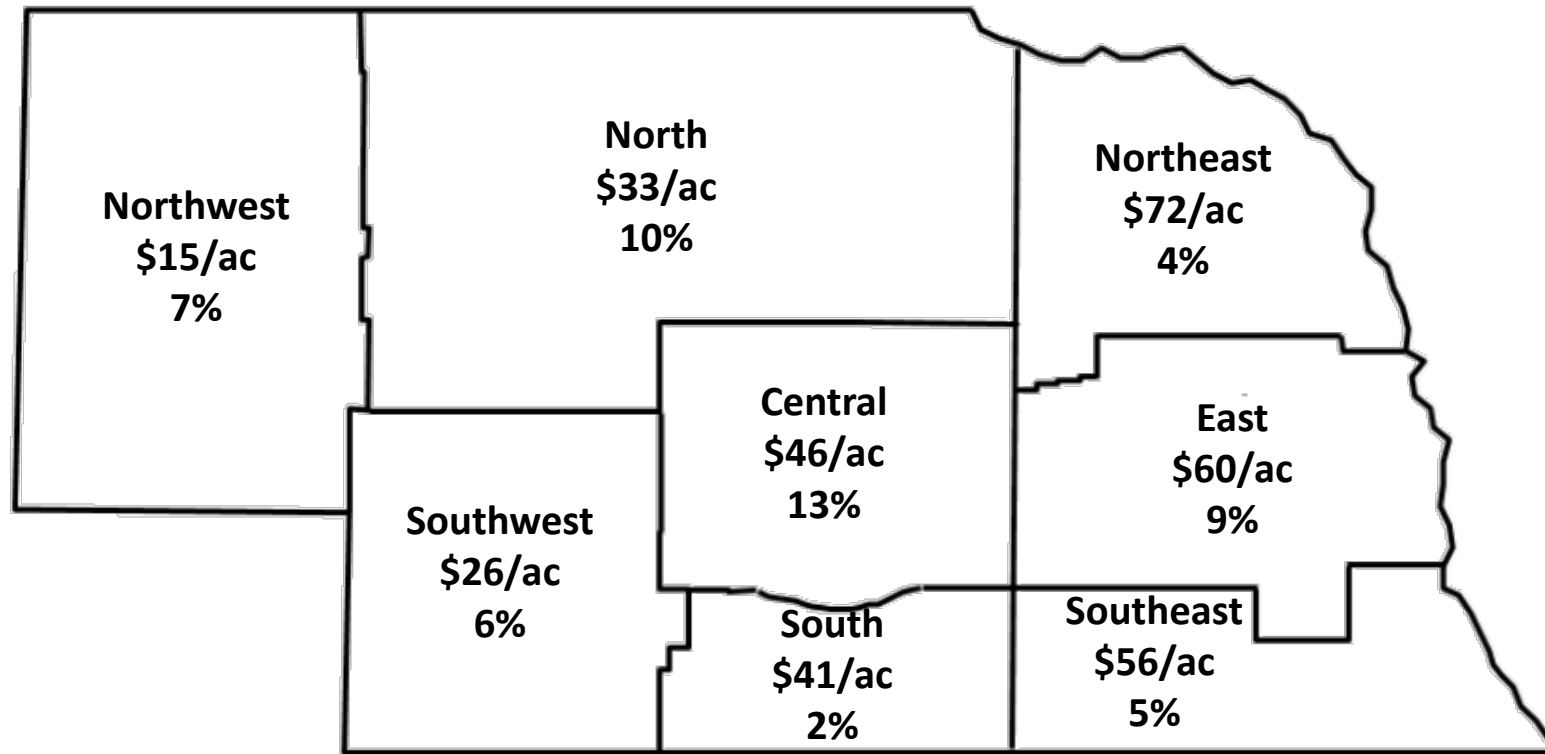 North
$33/ac
10%
Northeast
$72/ac
4%
Northwest
$15/ac
7%
Central
$46/ac
13%
East
$60/ac
9%
Southwest
$26/ac
6%
South
$41/ac
2%
Southeast
$56/ac
5%